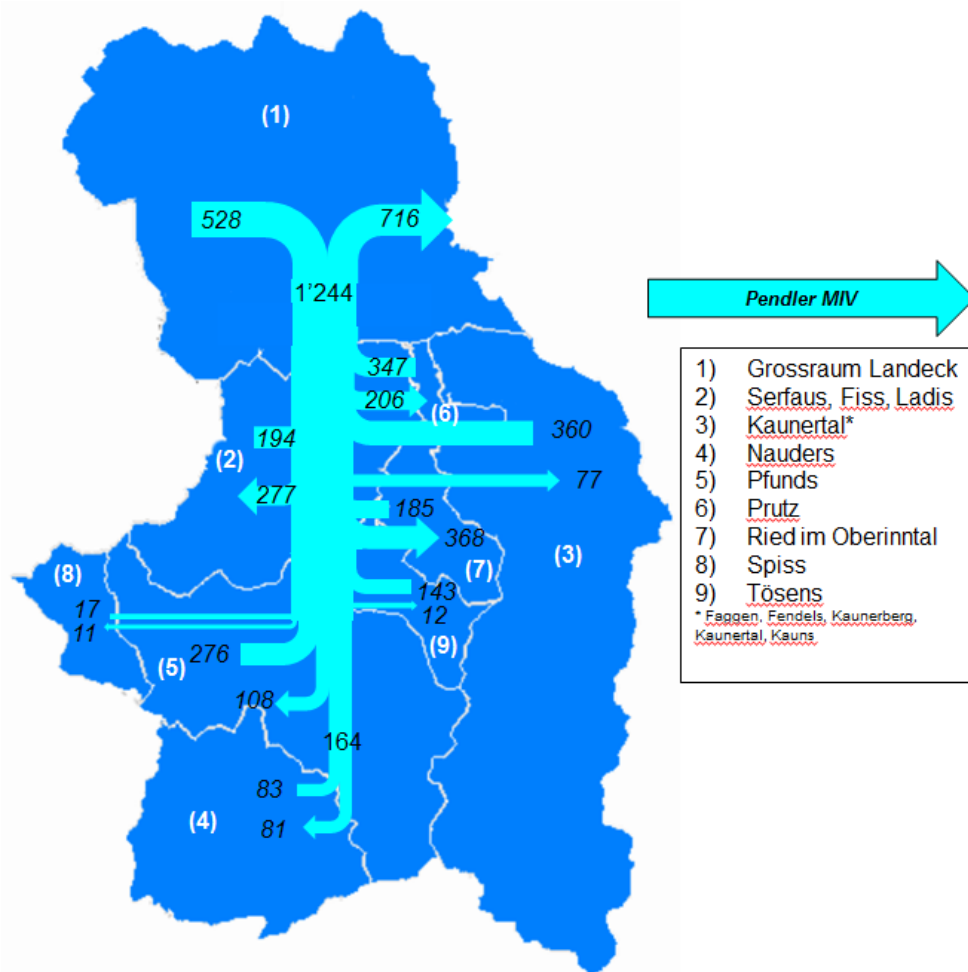 (1)
528
716
1'244
Pendler MIV
347
206
(6)
360
194
(2)
77
277
185
368
(3)
(8)
(7)
17
143
11
12
276
(9)
(5)
108
164
83
(4)
81
1) Grossraum Landeck
2) Serfaus, Fiss, Ladis
3) Kaunertal*
4) Nauders
5) Pfunds
6) Prutz
7) Ried im Oberinntal
8) Spiss
9) Tösens
* Faggen, Fendels, Kaunerberg,
Kaunertal, Kauns